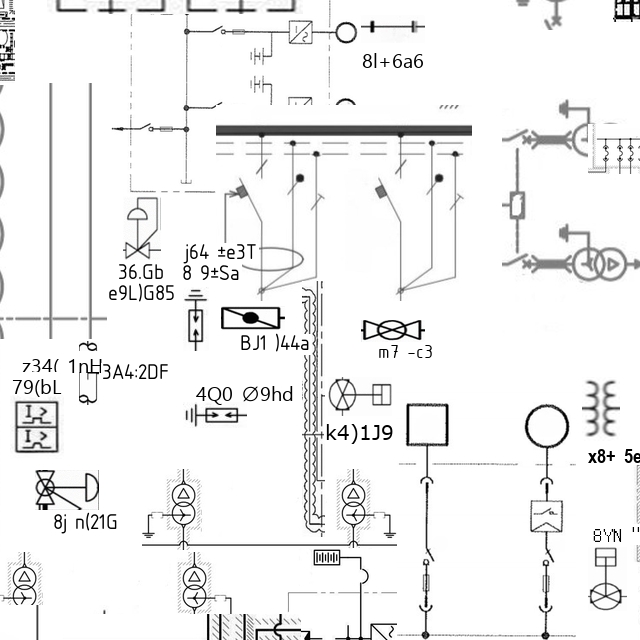 8l+6a6
j64 ±e3T
8 9±Sa
36.Gb
e9L)G85
BJ1 )44a
m7 -c3
z34( 1nH
3A4:2DF
79(bL
4Q0 Ø9hd
k4)1J9
x8+ 5e
8j n(21G
8YN